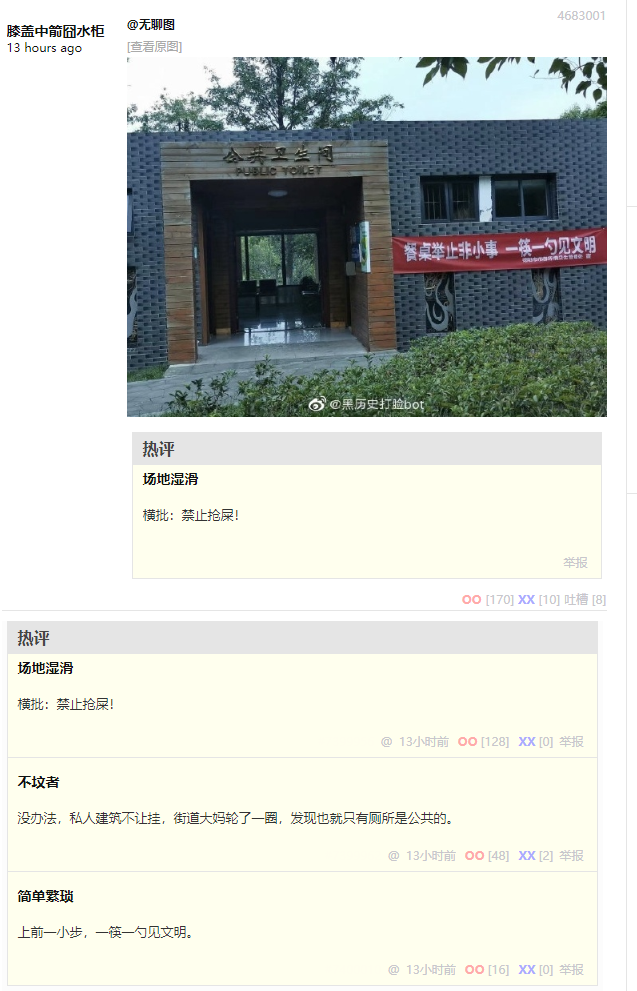 4683001
膝盖中箭囧水柜
13 hours ago
@无聊图
[查看原图]
公共卫生间
PUBLIC TOILET
餐桌举止非小事 一筷一勺见文明
@黑历史打脸bot
热评
场地湿滑
横批：禁止抢屎！
举报
OO [170] XX [10] 吐槽 [8]
热评
场地湿滑
横批：禁止抢屎！
@ 13小时前 OO [128] XX [0] 举报
不坟者
没办法，私人建筑不让挂，街道大妈轮了一圈，发现也就只有厕所是公共的。
@ 13小时前 OO [48] XX [2] 举报
简单繁琐
上前一小步，一筷一勺见文明。
@ 13小时前 OO [16] XX [0] 举报